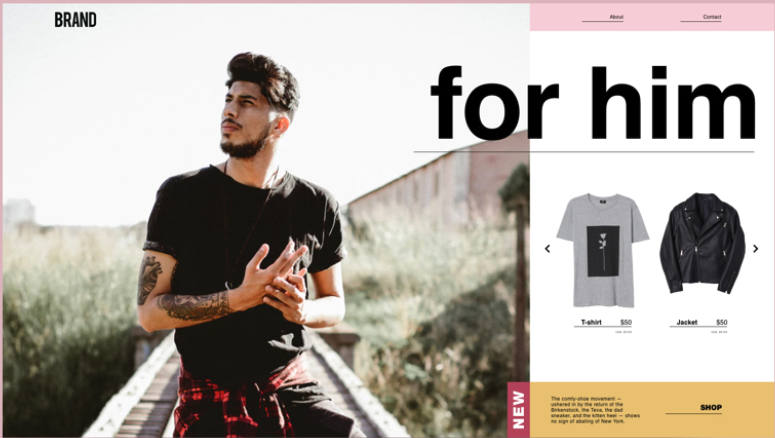 BRAND
About
Contact
for him
T-shirt $50
Jacket $50
NEW
The comfy-shoe movement —
ushered in by the return of the
Birkenstock, the Teva, the dad
sneaker, and the kitten heel — shows
no sign of abating of New York.
SHOP